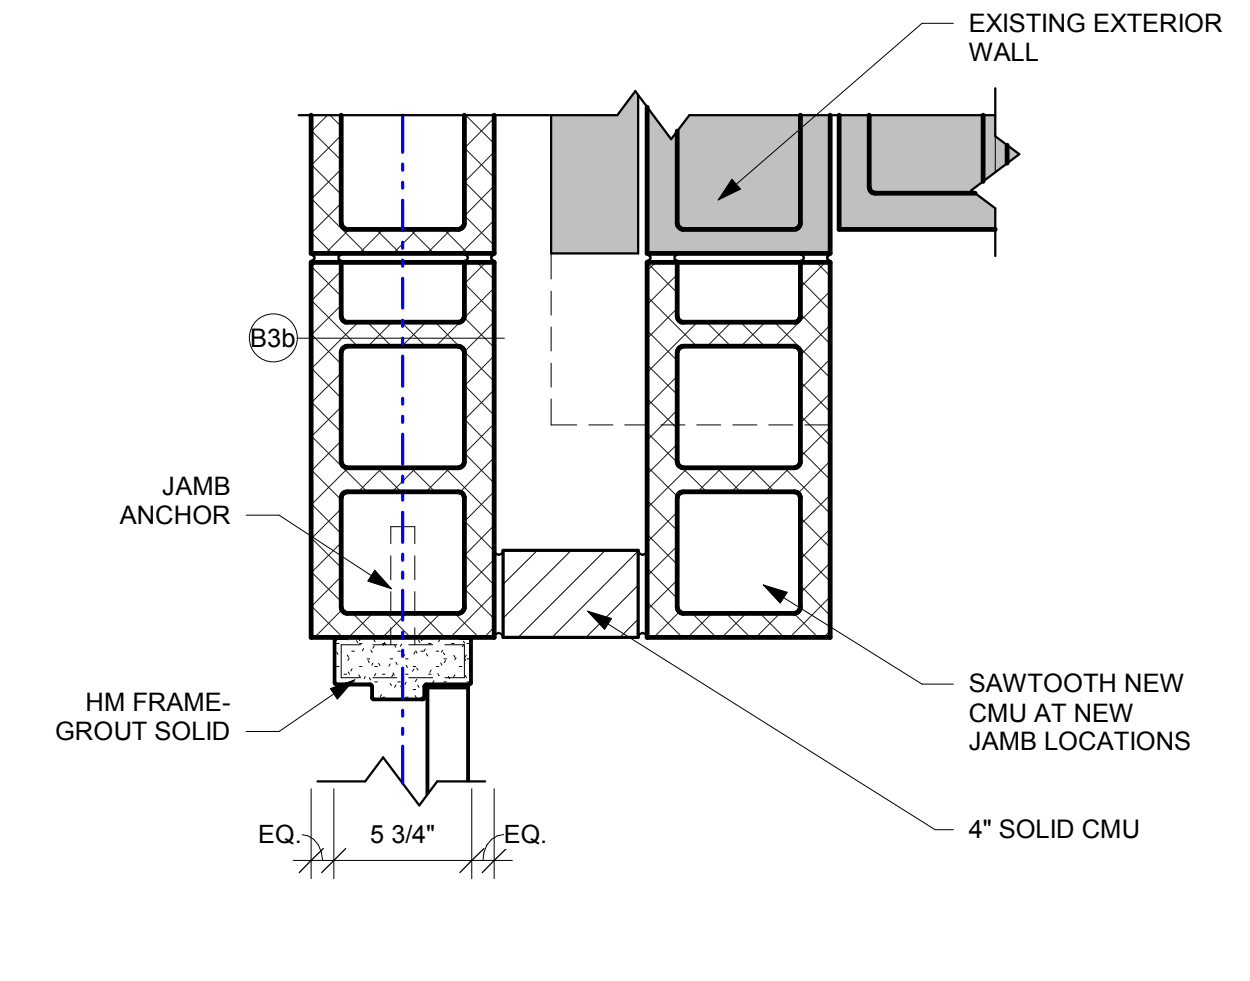 EXISTING EXTERIOR
WALL
B3b
JAMB
ANCHOR
HM FRAME-
GROUT SOLID
SAWTOOTH NEW
CMU AT NEW
JAMB LOCATIONS
4" SOLID CMU
EQ. 5 3/4" EQ.